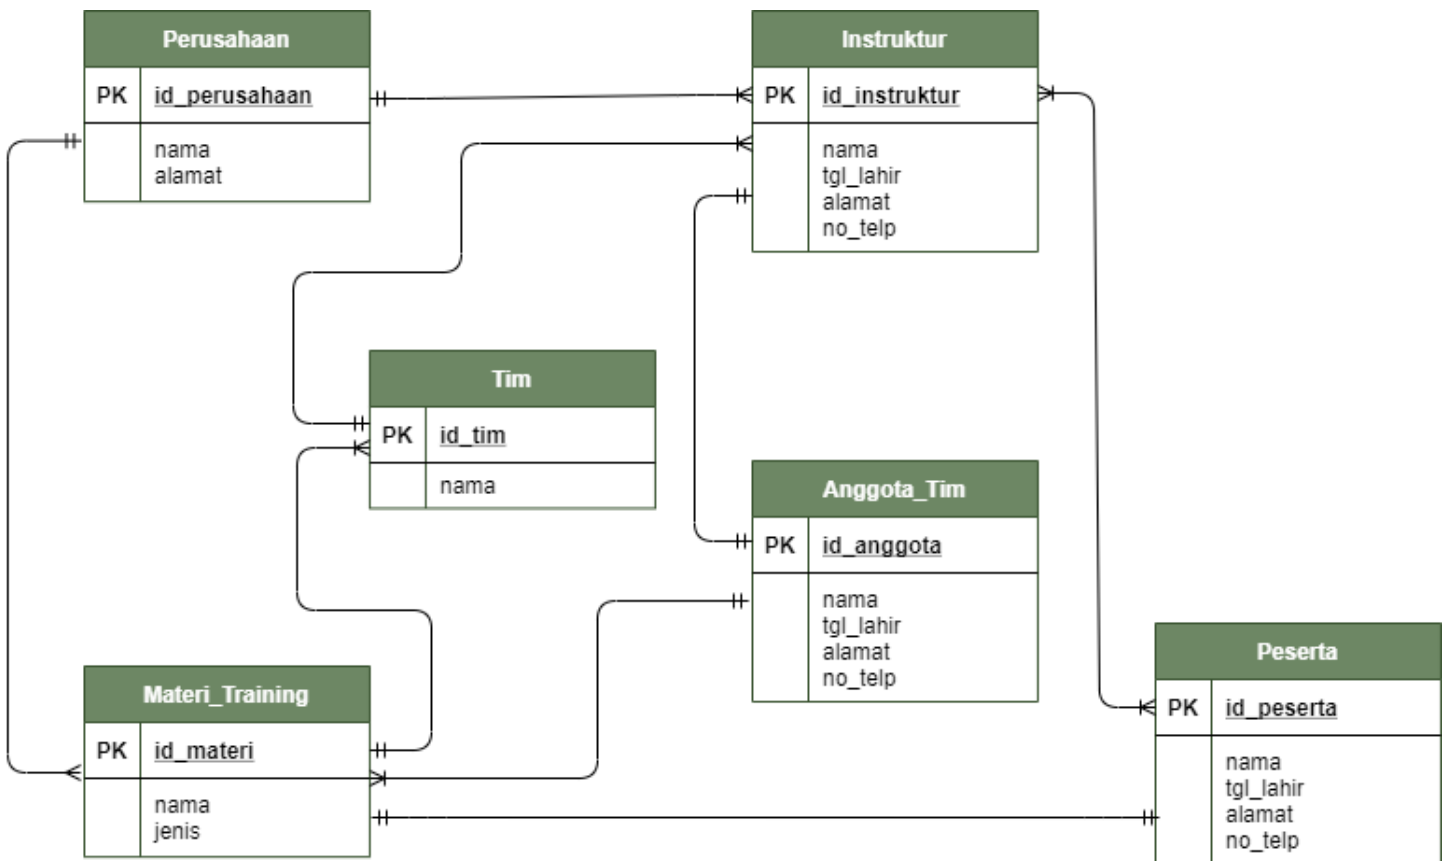 Perusahaan
PK id_perusahaan
nama
alamat
Instruktur
PK id_instruktur
nama
tgl_lahir
alamat
no_telp
Tim
PK id_tim
nama
Anggota_Tim
PK id_anggota
nama
tgl_lahir
alamat
no_telp
Materi_Training
PK id_materi
nama
jenis
Peserta
PK id_peserta
nama
tgl_lahir
alamat
no_telp